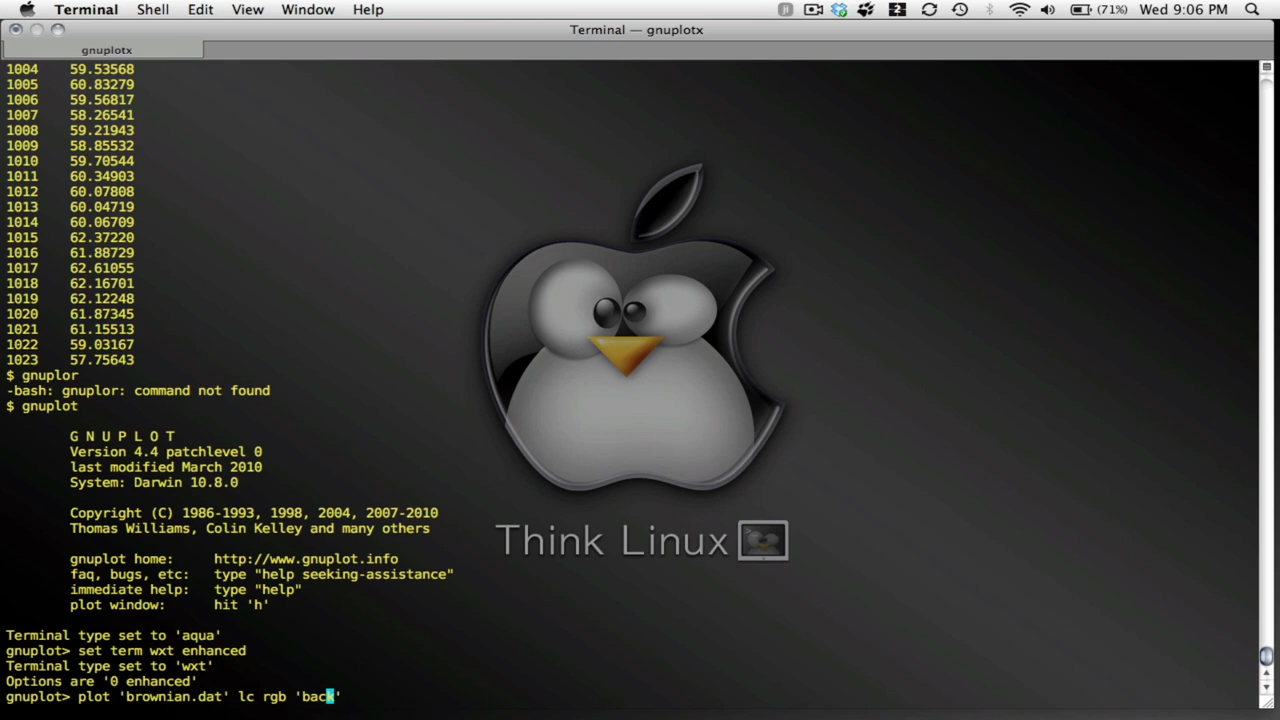 Terminal Shell Edit View Window Help (71%) Wed 9:06 PM
Terminal — gnuplotx
gnuplotx
1004 59.53568
1005 60.83279
1006 59.56817
1007 58.26541
1008 59.21943
1009 58.85532
1010 59.70544
1011 60.34903
1012 60.07808
1013 60.04719
1014 60.06709
1015 62.37220
1016 61.88729
1017 62.61055
1018 62.16701
1019 62.12248
1020 61.87345
1021 61.15513
1022 59.03167
1023 57.75643
$ gnuplor
-bash: gnuplor: command not found
$ gnuplot
G N U P L O T
Version 4.4 patchlevel 0
last modified March 2010
System: Darwin 10.8.0
Copyright (C) 1986-1993, 1998, 2004, 2007-2010
Thomas Williams, Colin Kelley and many others
gnuplot home: http://www.gnuplot.info
faq, bugs, etc: type "help seeking-assistance"
immediate help: type "help"
plot window: hit 'h'
Think Linux
Terminal type set to 'aqua'
gnuplot> set term wxt enhanced
Terminal type set to 'wxt'
Options are '0 enhanced'
gnuplot> plot 'brownian.dat' lc rgb 'back'